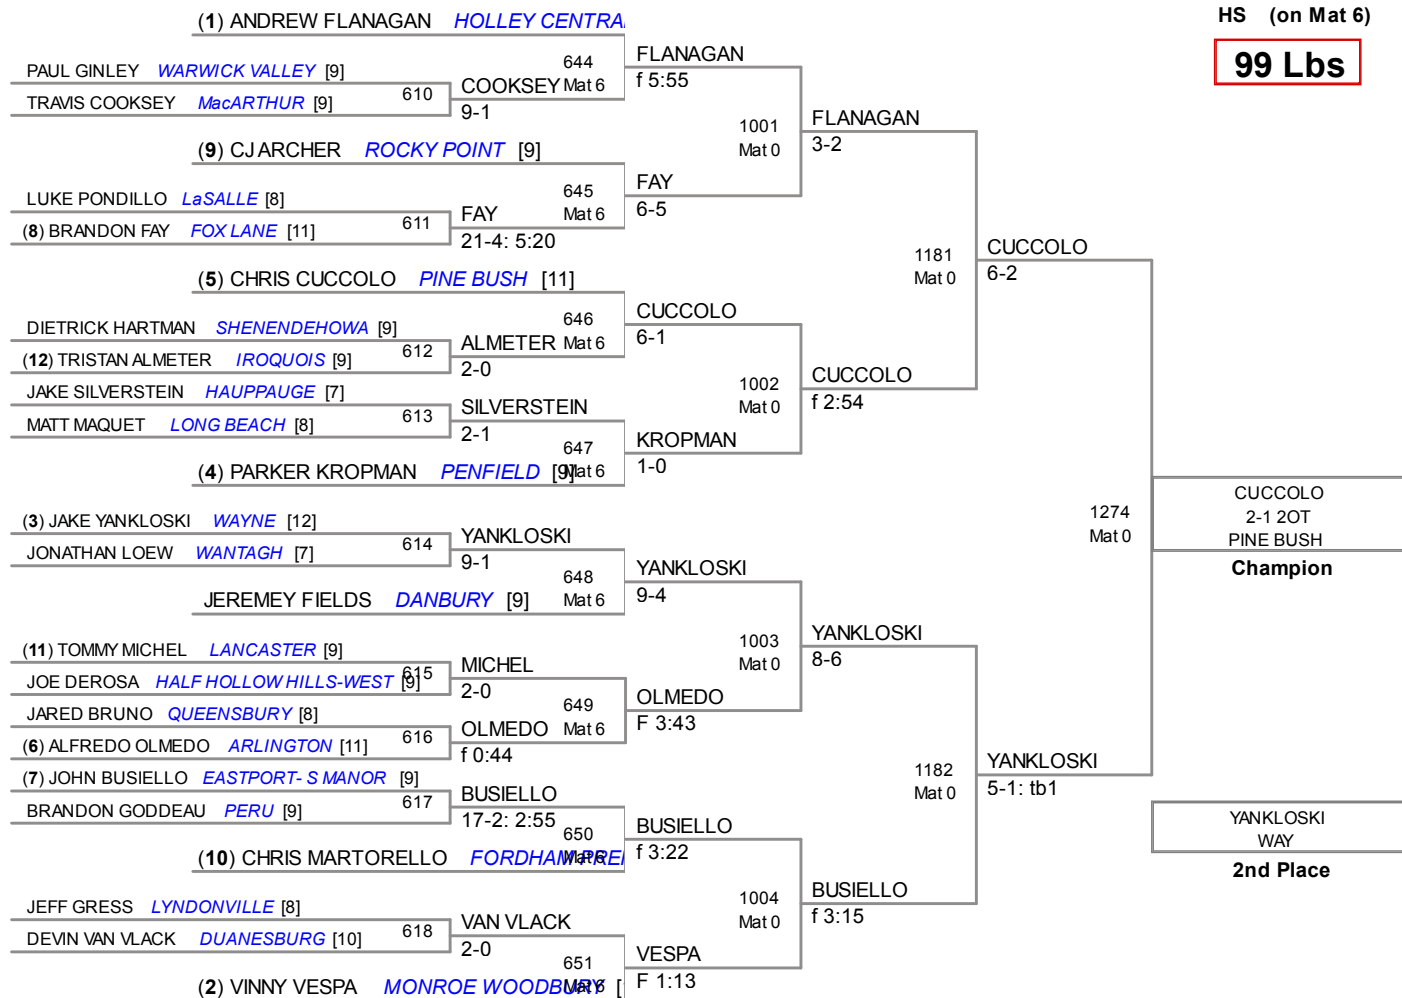 HS (on Mat 6)
99 Lbs
(1) ANDREW FLANAGAN HOLLEY CENTRA
PAUL GINLEY WARWICK VALLEY [9]
TRAVIS COOKSEY MacARTHUR [9]
610
COOKSEY
9-1
644
Mat 6
FLANAGAN
f 5:55
(9) CJ ARCHER ROCKY POINT [9]
LUKE PONDILLO LaSALLE [8]
(8) BRANDON FAY FOX LANE [11]
611
FAY
21-4: 5:20
645
Mat 6
FAY
6-5
1001
Mat 0
FLANAGAN
3-2
(5) CHRIS CUCCOLO PINE BUSH [11]
DIETRICK HARTMAN SHENENDEHOWA [9]
(12) TRISTAN ALMETER IROQUOIS [9]
612
ALMETER
2-0
646
Mat 6
CUCCOLO
6-1
JAKE SILVERSTEIN HAUPPAUGE [7]
MATT MAQUET LONG BEACH [8]
613
SILVERSTEIN
2-1
647
Mat 6
(4) PARKER KROPMAN PENFIELD [9]
KROPMAN
1-0
1002
Mat 0
CUCCOLO
f 2:54
1181
Mat 0
CUCCOLO
6-2
(3) JAKE YANKLOSKI WAYNE [12]
JONATHAN LOEW WANTAGH [7]
614
YANKLOSKI
9-1
648
Mat 6
JEREMEY FIELDS DANBURY [9]
YANKLOSKI
9-4
(11) TOMMY MICHEL LANCASTER [9]
JOE DEROSA HALF HOLLOW HILLS-WEST [9]
615
MICHEL
2-0
JARED BRUNO QUEENSBURY [8]
(6) ALFREDO OLMEDO ARLINGTON [11]
616
OLMEDO
f 0:44
649
Mat 6
OLMEDO
F 3:43
1003
Mat 0
YANKLOSKI
8-6
(7) JOHN BUSIELLO EASTPORT- S MANOR [9]
BRANDON GODDEAU PERU [9]
617
BUSIELLO
17-2: 2:55
650
Mat 6
(10) CHRIS MARTORELLO FORDHAM PREI
BUSIELLO
f 3:22
JEFF GRESS LYNDONVILLE [8]
DEVIN VAN VLACK DUANESBURG [10]
618
VAN VLACK
2-0
651
Mat 6
(2) VINNY VESPA MONROE WOODBURY [
VESPA
F 1:13
1004
Mat 0
BUSIELLO
f 3:15
1182
Mat 0
YANKLOSKI
5-1: tb1
1274
Mat 0
CUCCOLO
2-1 2OT
PINE BUSH
Champion
YANKLOSKI
WAY
2nd Place